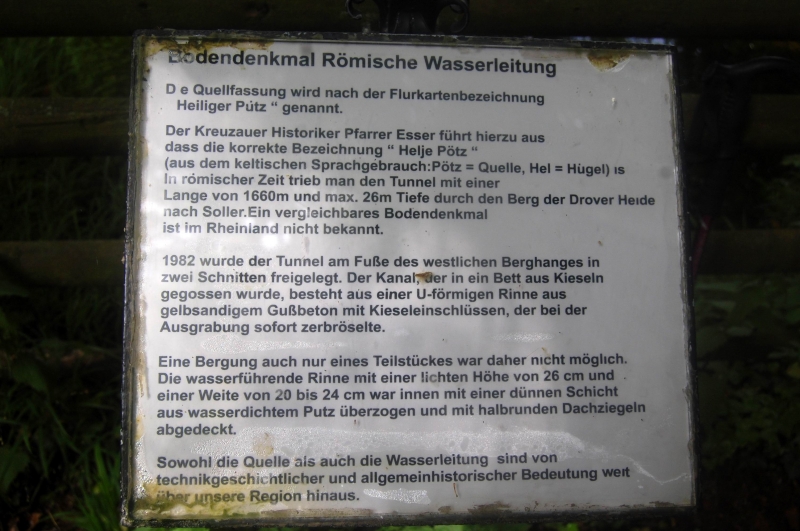 Bodendenkmal Römische Wasserleitung
D e Quellfassung wird nach der Flurkartenbezeichnung
Heiliger Pütz “ genannt.
Der Kreuzauer Historiker Pfarrer Esser führt hierzu aus
dass die korrekte Bezeichnung “ Helje Pötz “
(aus dem keltischen Sprachgebrauch:Pötz = Quelle, Hel = Hügel) is
In römischer Zeit trieb man den Tunnel mit einer
Lange von 1660m und max. 26m Tiefe durch den Berg der Drover Heide
nach Soller.Ein vergleichbares Bodendenkmal
ist im Rheinland nicht bekannt.
1982 wurde der Tunnel am Fuße des westlichen Berghanges in
zwei Schnitten freigelegt. Der Kanal, der in ein Bett aus Kieseln
gegossen wurde, besteht aus einer U-förmigen Rinne aus
gelbsandigem Gußbeton mit Kieseleinschlüssen, der bei der
Ausgrabung sofort zerbröselte.
Eine Bergung auch nur eines Teilstückes war daher nicht möglich.
Die wasserführende Rinne mit einer lichten Höhe von 26 cm und
einer Weite von 20 bis 24 cm war innen mit einer dünnen Schicht
aus wasserdichtem Putz überzogen und mit halbrunden Dachziegeln
abgedeckt.
Sowohl die Quelle als auch die Wasserleitung sind von
technikgeschichtlicher und allgemeinhistorischer Bedeutung weit
über unsere Region hinaus.